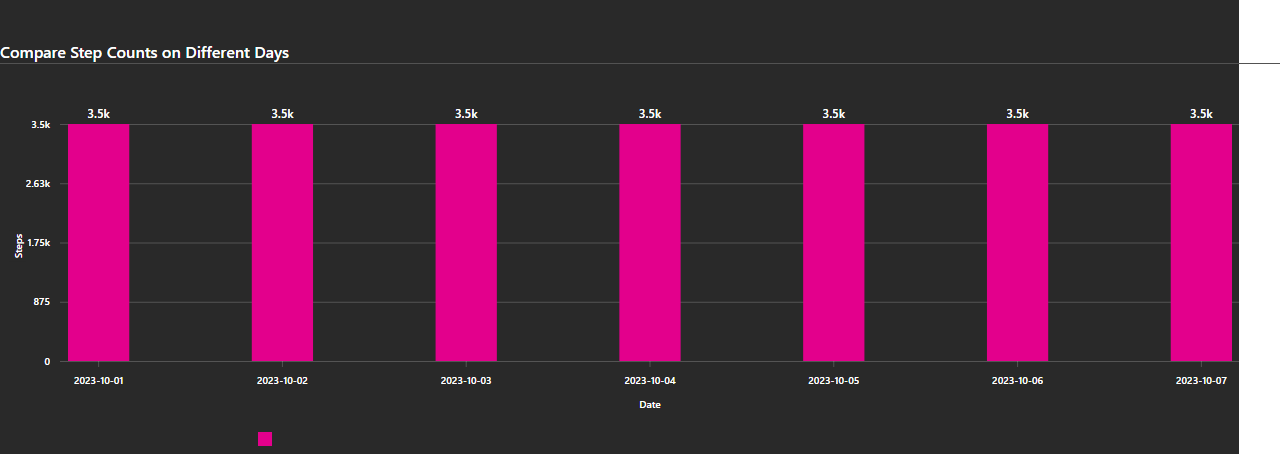 Compare Step Counts on Different Days
3.5k 3.5k 3.5k 3.5k 3.5k 3.5k 3.5k
3.5k
2.63k
1.75k
875
0
Steps
2023-10-01 2023-10-02 2023-10-03 2023-10-04 2023-10-05 2023-10-06 2023-10-07
Date